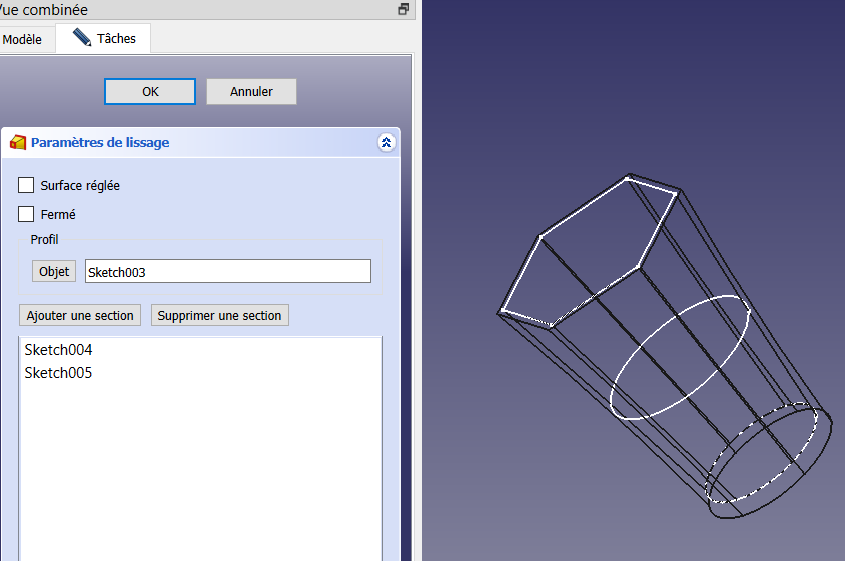 Vue combinée
Modèle
Tâches
OK
Annuler
Paramètres de lissage
Surface réglée
Fermé
Profil
Objet
Sketch003
Ajouter une section
Supprimer une section
Sketch004
Sketch005